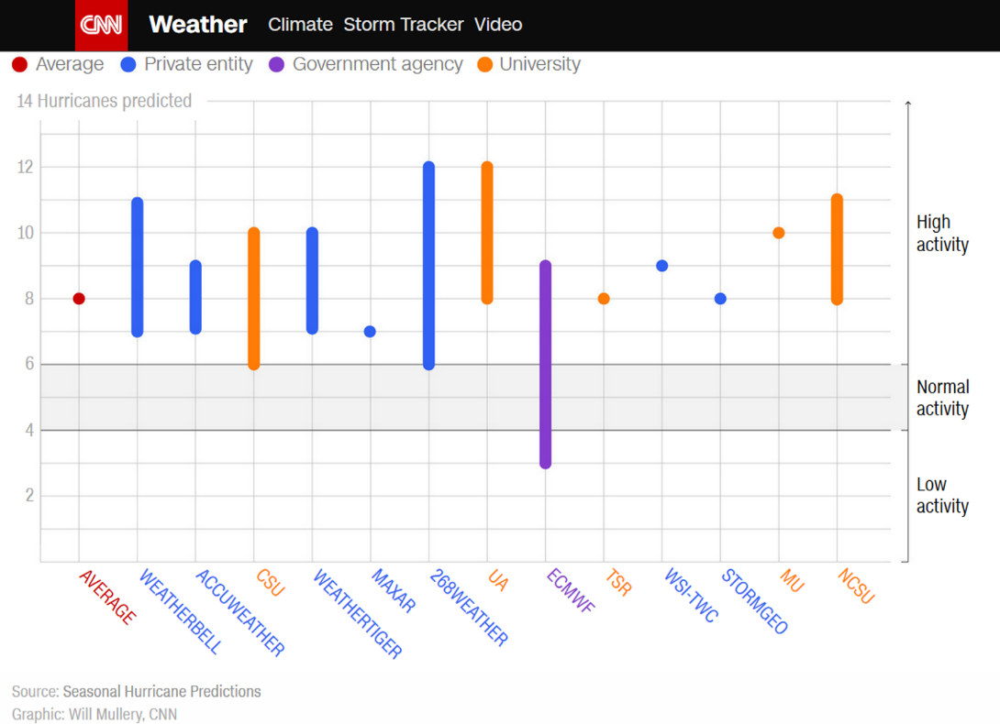 CNN Weather Climate Storm Tracker Video
Average Private entity Government agency University
14 Hurricanes predicted
12
10
8
6
4
2
High
activity
Normal
activity
Low
activity
AVERAGE
WEATHERBELL
ACCUWEATHER
CSU
WEATHERTIGER
MAXAR
268WEATHER
UA
ECMWF
TSR
WSI-TWC
STORMGEO
MU
NCSU
Source: Seasonal Hurricane Predictions
Graphic: Will Mullery, CNN